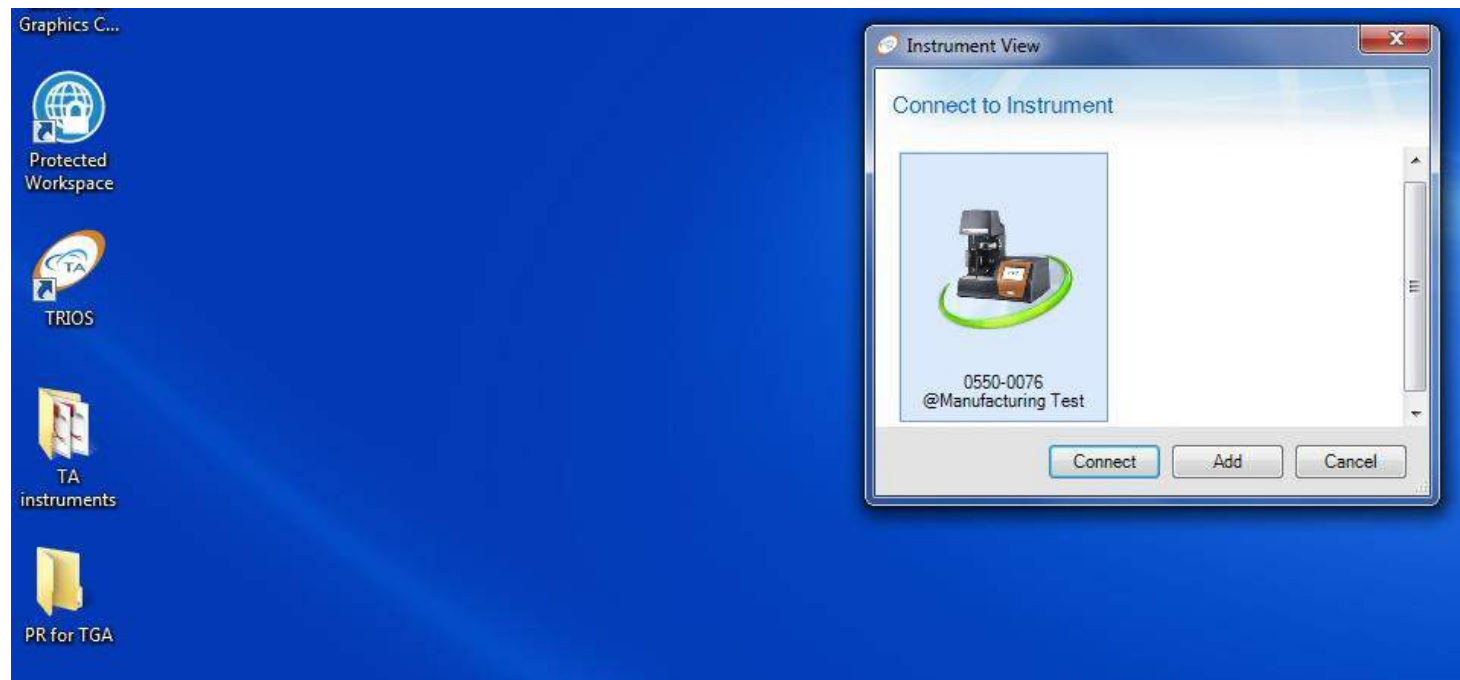 Graphics C...
Protected
Workspace
TA
TRIOS
TA
instruments
PR for TGA
Instrument View
Connect to Instrument
0550-0076
@Manufacturing Test
Connect
Add
Cancel